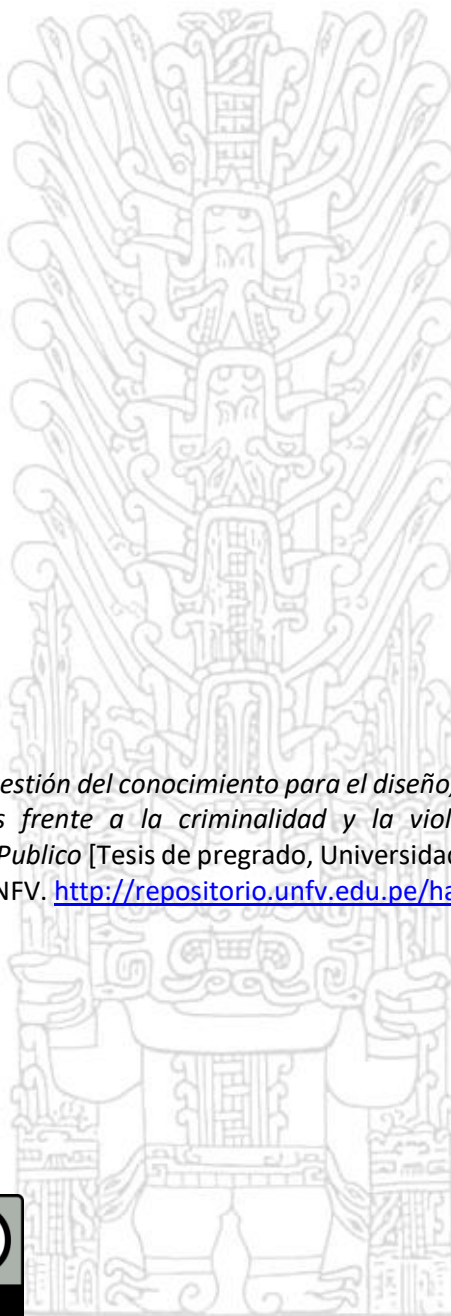 estión del conocimiento para el diseño,
frente a la criminalidad y la viol
Publico [Tesis de pregrado, Universidad
NFV. http://repositorio.unfv.edu.pe/ha